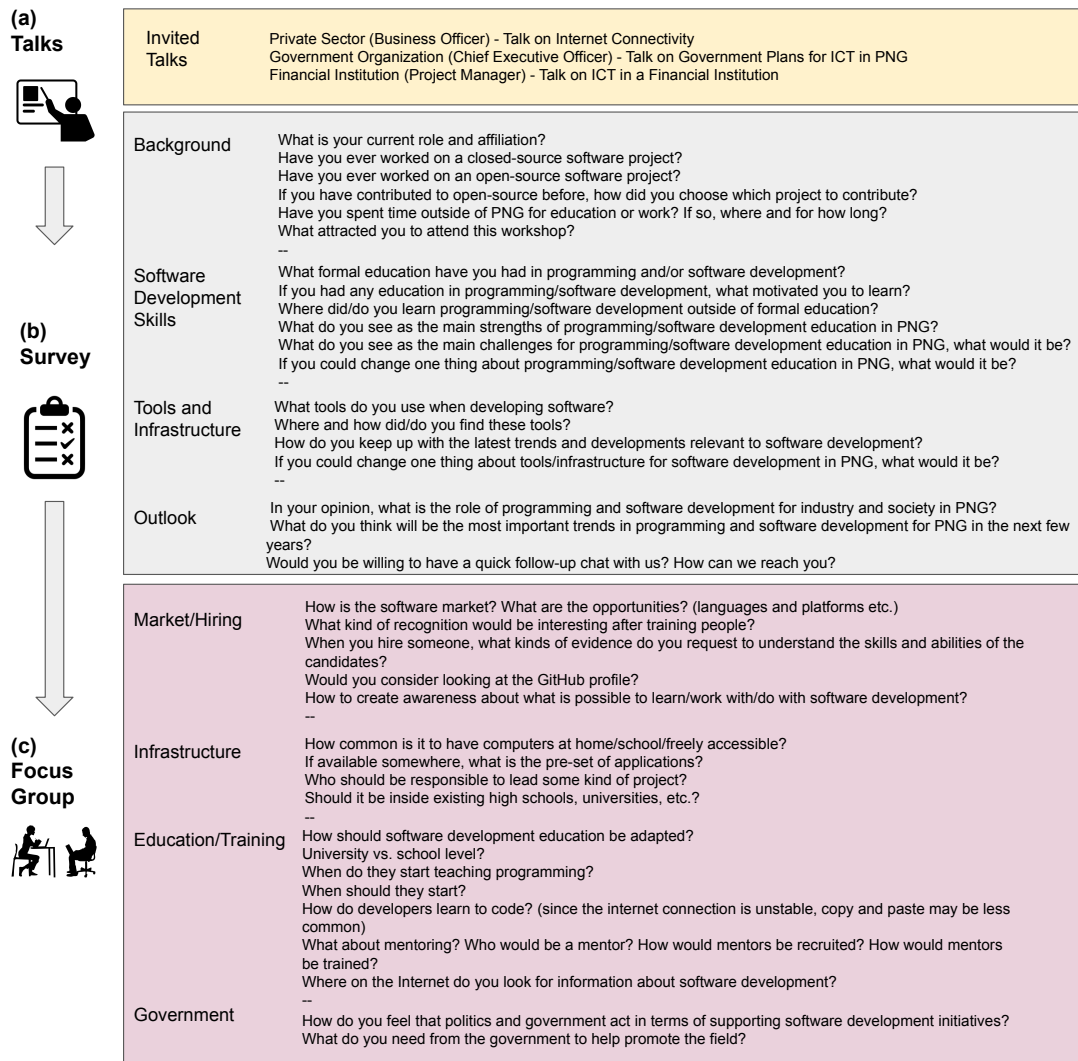 (a)
Talks
Invited
Talks
Private Sector (Business Officer) - Talk on Internet Connectivity
Government Organization (Chief Executive Officer) - Talk on Government Plans for ICT in PNG
Financial Institution (Project Manager) - Talk on ICT in a Financial Institution
(b)
Survey
Background
What is your current role and affiliation?
Have you ever worked on a closed-source software project?
Have you ever worked on an open-source software project?
If you have contributed to open-source before, how did you choose which project to contribute?
Have you spent time outside of PNG for education or work? If so, where and for how long?
What attracted you to attend this workshop?
--
Software
Development
Skills
What formal education have you had in programming and/or software development?
If you had any education in programming/software development, what motivated you to learn?
Where did/do you learn programming/software development outside of formal education?
What do you see as the main strengths of programming/software development education in PNG?
What do you see as the main challenges for programming/software development education in PNG, what would it be?
If you could change one thing about programming/software development education in PNG, what would it be?
--
Tools and
Infrastructure
What tools do you use when developing software?
Where and how did/do you find these tools?
How do you keep up with the latest trends and developments relevant to software development?
If you could change one thing about tools/infrastructure for software development in PNG, what would it be?
--
Outlook
In your opinion, what is the role of programming and software development for industry and society in PNG?
What do you think will be the most important trends in programming and software development for PNG in the next few
years?
Would you be willing to have a quick follow-up chat with us? How can we reach you?
(c)
Focus
Group
Market/Hiring
How is the software market? What are the opportunities? (languages and platforms etc.)
What kind of recognition would be interesting after training people?
When you hire someone, what kinds of evidence do you request to understand the skills and abilities of the
candidates?
Would you consider looking at the GitHub profile?
How to create awareness about what is possible to learn/work with/do with software development?
--
Infrastructure
How common is it to have computers at home/school/freely accessible?
If available somewhere, what is the pre-set of applications?
Who should be responsible to lead some kind of project?
Should it be inside existing high schools, universities, etc.?
--
Education/Training
How should software development education be adapted?
University vs. school level?
When do they start teaching programming?
When should they start?
How do developers learn to code? (since the internet connection is unstable, copy and paste may be less
common)
What about mentoring? Who would be a mentor? How would mentors be recruited? How would mentors
be trained?
Where on the Internet do you look for information about software development?
--
Government
How do you feel that politics and government act in terms of supporting software development initiatives?
What do you need from the government to help promote the field?